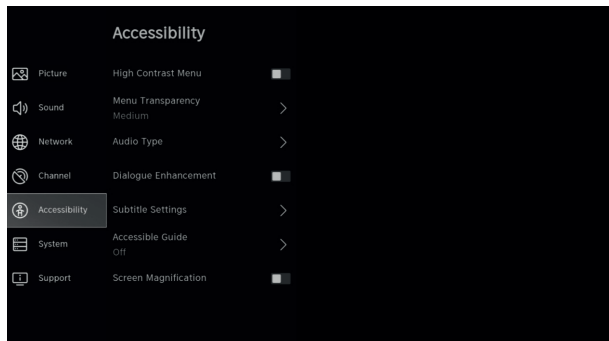 Accessibility
Picture
High Contrast Menu
Sound
Menu Transparency
Medium
Network
Audio Type
Channel
Dialogue Enhancement
Accessibility
Subtitle Settings
System
Accessible Guide
Off
Support
Screen Magnification